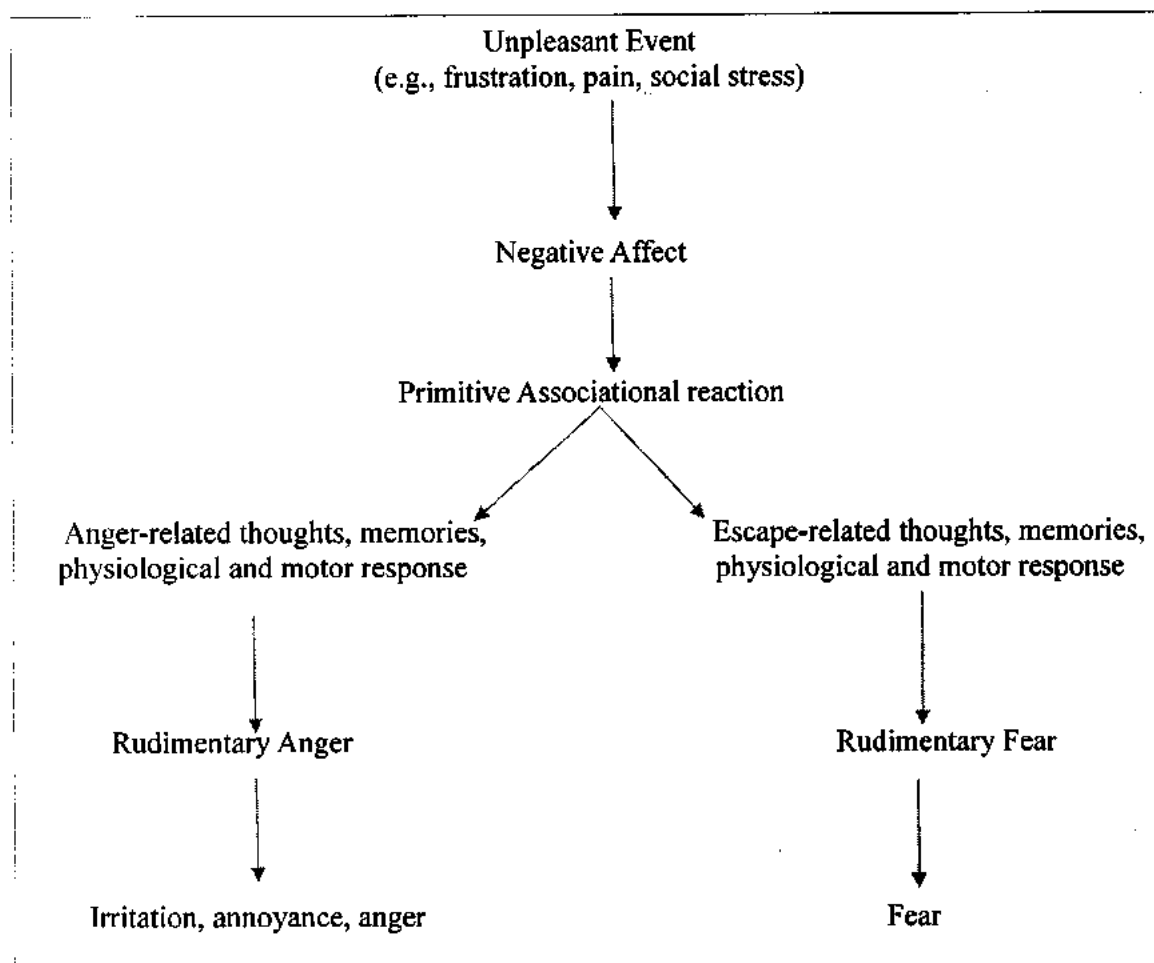 Unpleasant Event
(e.g., frustration, pain, social stress)
Negative Affect
Primitive Associational reaction
Anger-related thoughts, memories,
physiological and motor response
Escape-related thoughts, memories,
physiological and motor response
Rudimentary Anger
Rudimentary Fear
Irritation, annoyance, anger
Fear